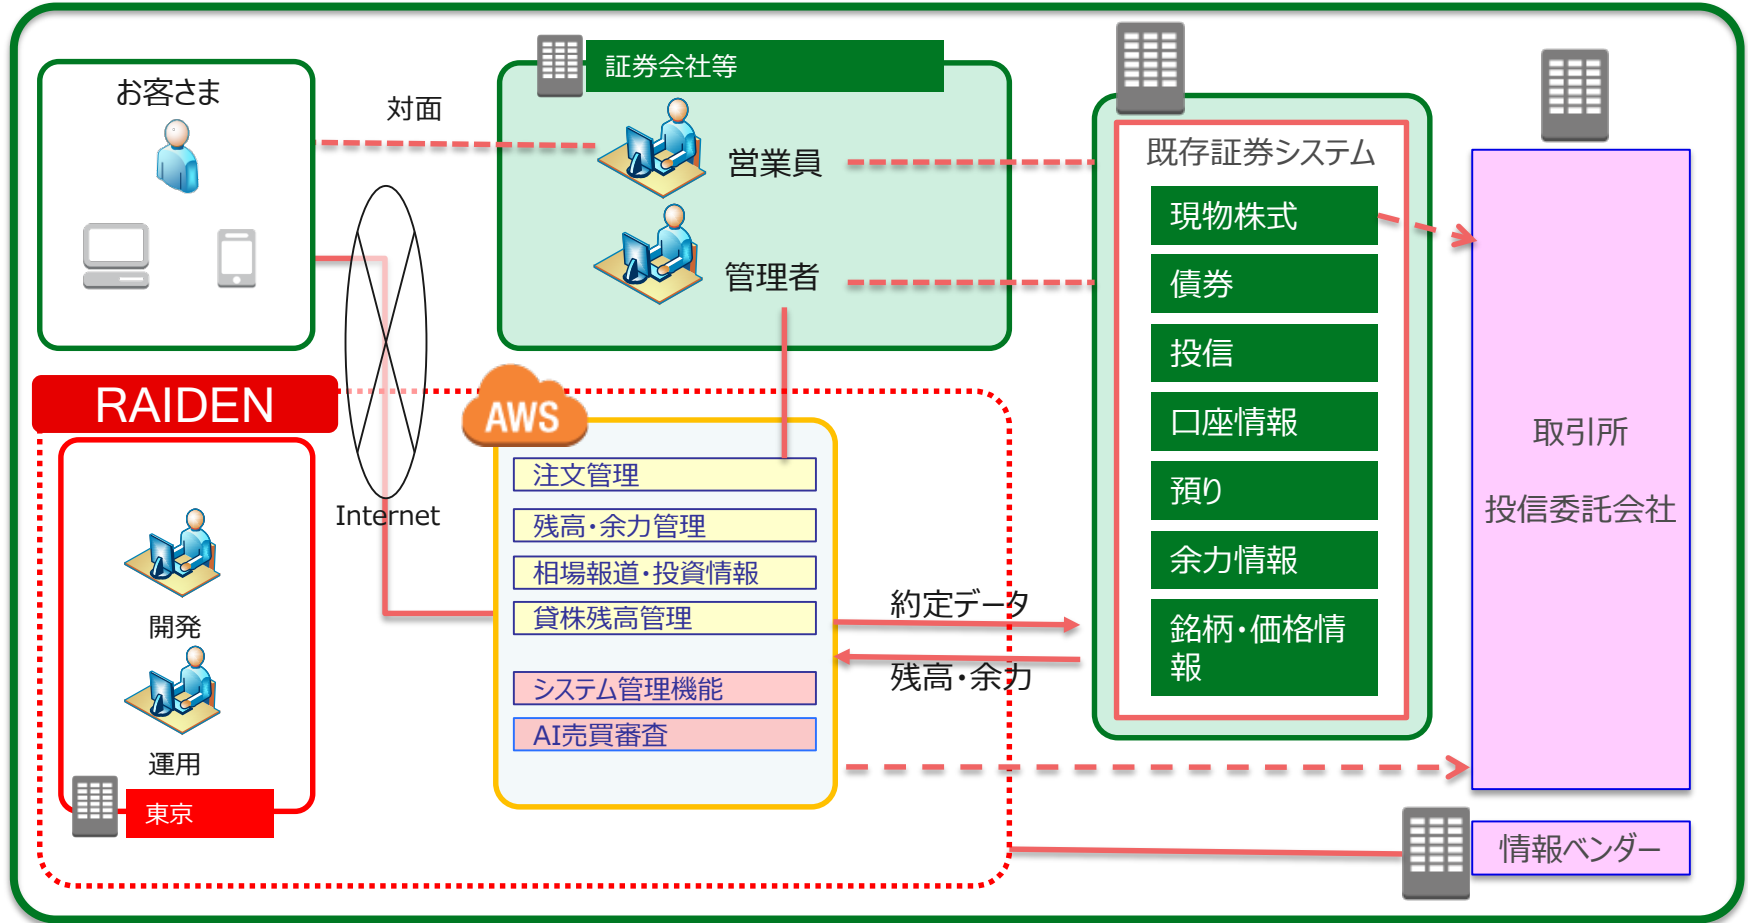 お客さま
対面
証券会社等
営業員
管理者
既存証券システム
現物株式
債券
投信
口座情報
預り
余力情報
銘柄・価格情
報
取引所
投信委託会社
情報ベンダー
RAIDEN
開発
運用
東京
Internet
AWS
注文管理
残高・余力管理
相場報道・投資情報
貸株残高管理
システム管理機能
AI売買審査
約定データ
残高・余力